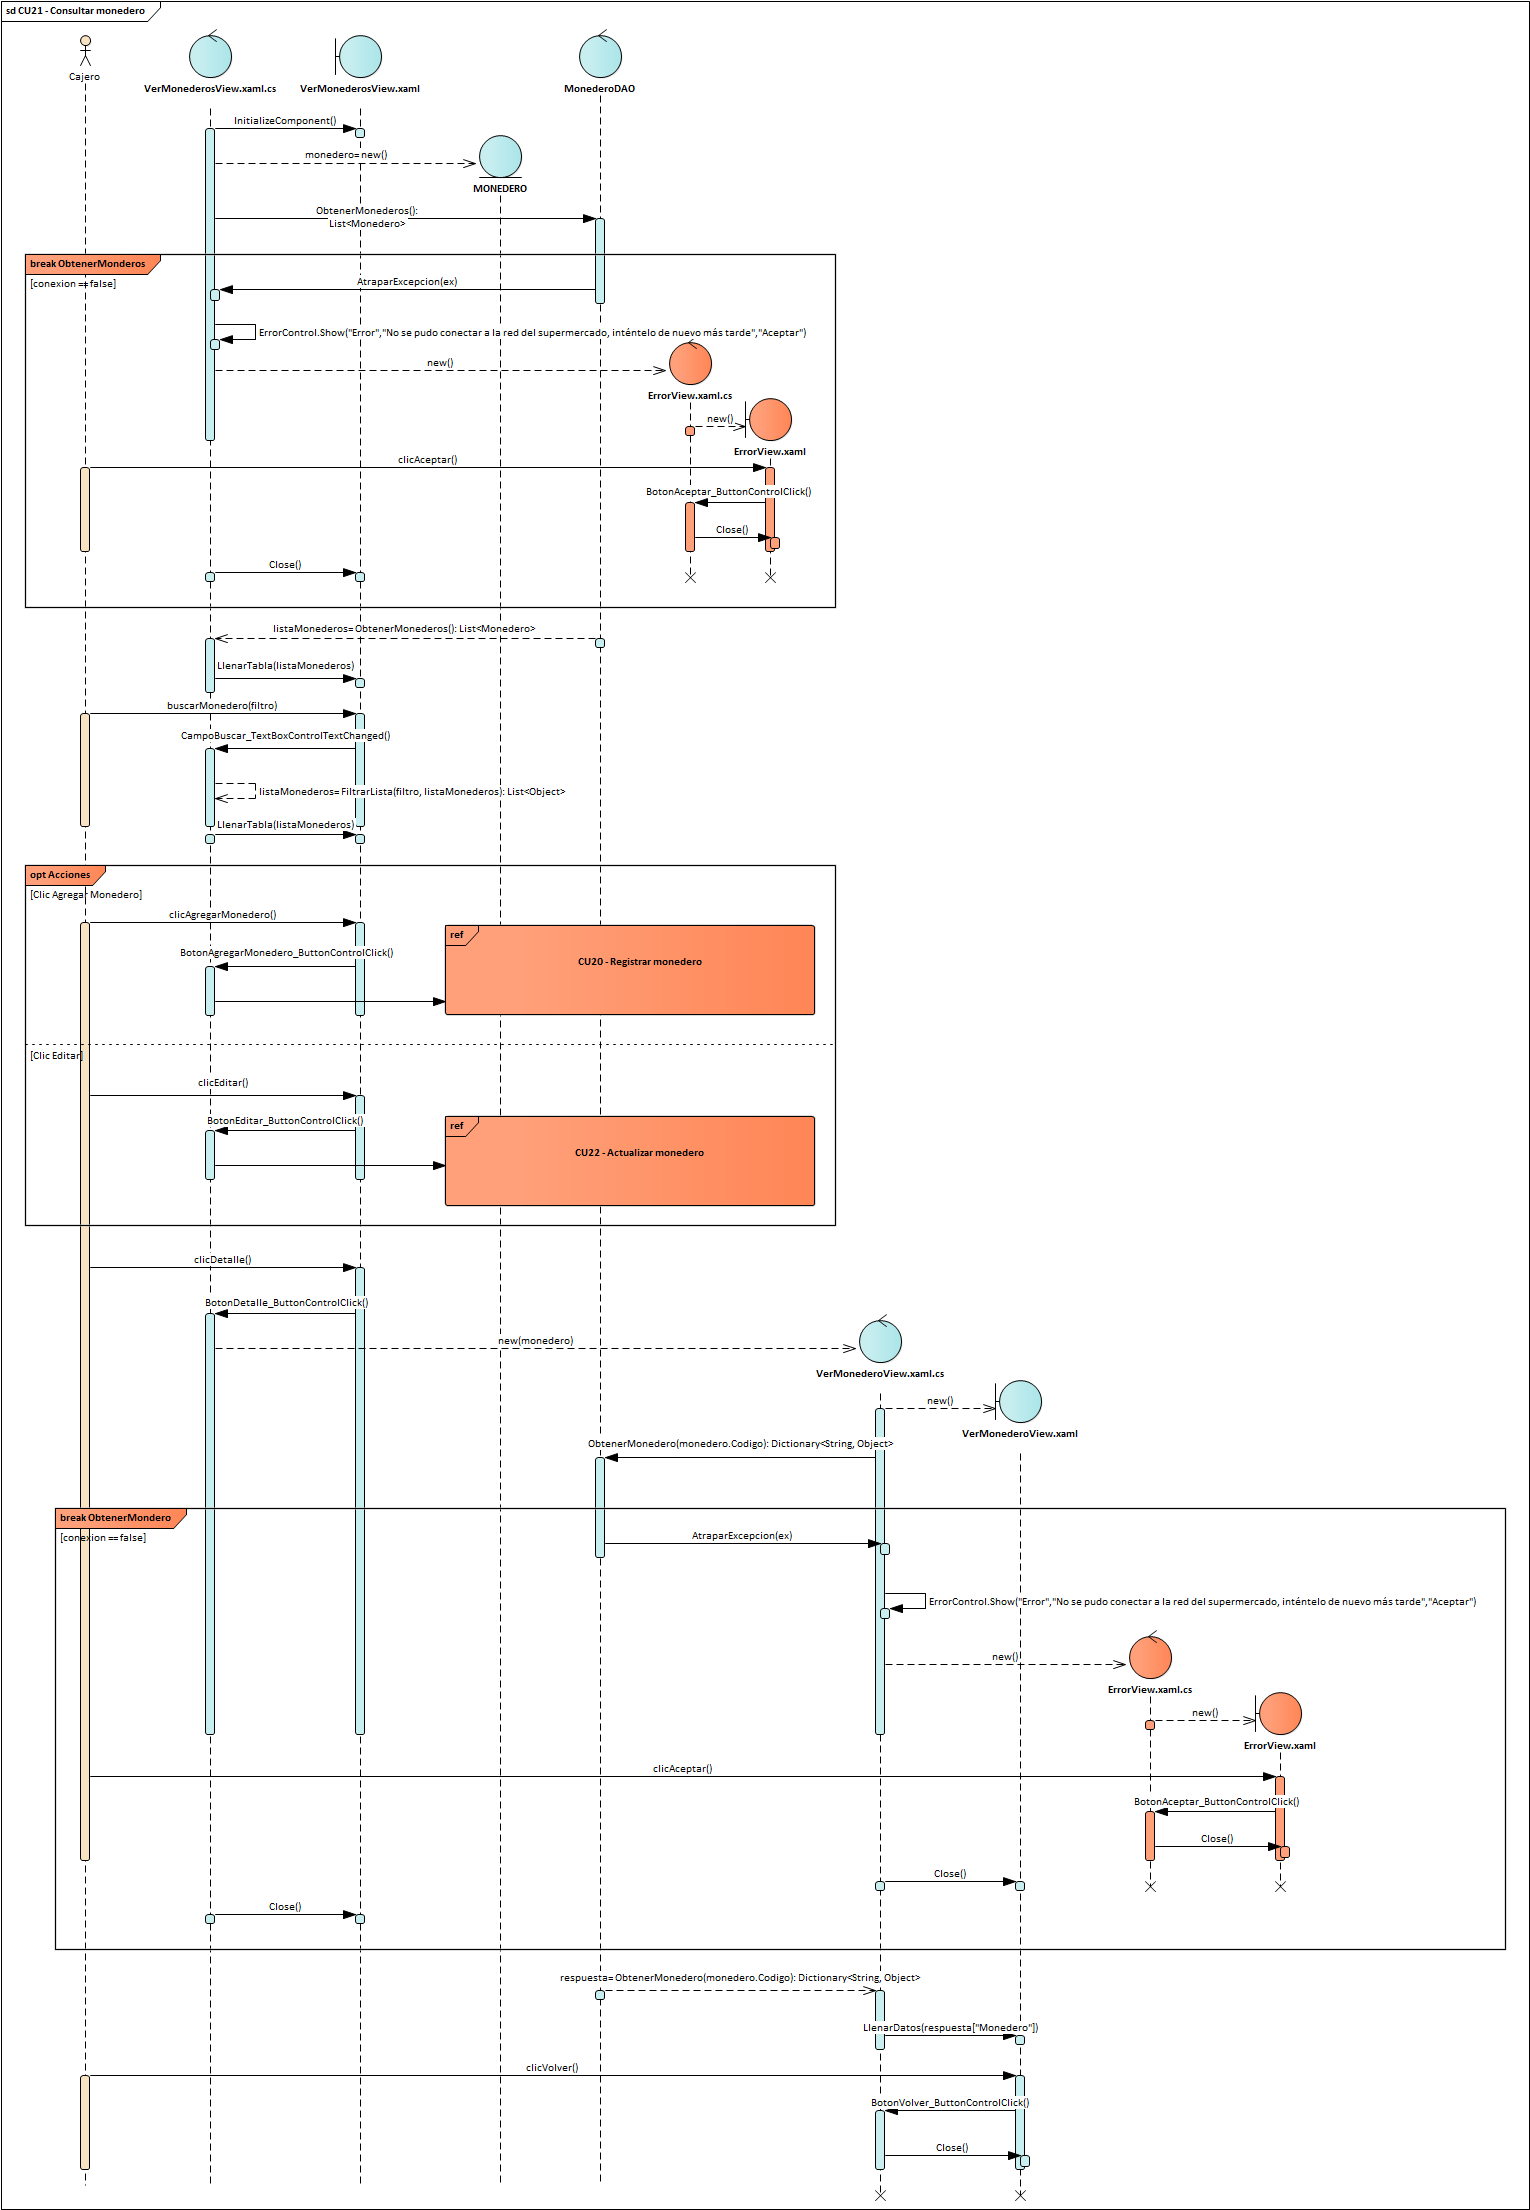 sd CU21 - Consultar monedero
Cajero
VerMonederosView.xaml.cs
VerMonederosView.xaml
MonederoDAO
InitializeComponent()
monedero= new()
MONEDERO
ObtenerMonederos():
List<Monedero>
break ObtenerMonderos
[conexion == false]
AtraparExcepcion(ex)
ErrorControl.Show("Error","No se pudo conectar a la red del supermercado, inténtelo de nuevo más tarde","Aceptar")
new()
ErrorView.xaml.cs
new()
ErrorView.xaml
clicAceptar()
BotonAceptar_ButtonControlClick()
Close()
Close()
listaMonederos= ObtenerMonederos(): List<Monedero>
LlenarTabla(listaMonederos)
buscarMonedero(filtro)
CampoBuscar_TextBoxControlTextChanged()
listaMonederos= FiltrarLista(filtro, listaMonederos): List<Object>
LlenarTabla(listaMonederos)
opt Acciones
[Clic Agregar Monedero]
clicAgregarMonedero()
ref
BotonAgregarMonedero_ButtonControlClick()
CU20 - Registrar monedero
[Clic Editar]
clicEditar()
BotonEditar_ButtonControlClick()
ref
CU22 - Actualizar monedero
clicDetalle()
BotonDetalle_ButtonControlClick()
new(monedero)
VerMonederoView.xaml.cs
new()
VerMonederoView.xaml
ObtenerMonedero(monedero.Codigo): Dictionary<String, Object>
break ObtenerMondero
[conexion == false]
AtraparExcepcion(ex)
ErrorControl.Show("Error","No se pudo conectar a la red del supermercado, inténtelo de nuevo más tarde","Aceptar")
new()
ErrorView.xaml.cs
new()
ErrorView.xaml
clicAceptar()
BotonAceptar_ButtonControlClick()
Close()
Close()
Close()
respuesta= ObtenerMonedero(monedero.Codigo): Dictionary<String, Object>
LlenarDatos(respuesta["Monedero"])
clicVolver()
BotonVolver_ButtonControlClick()
Close()